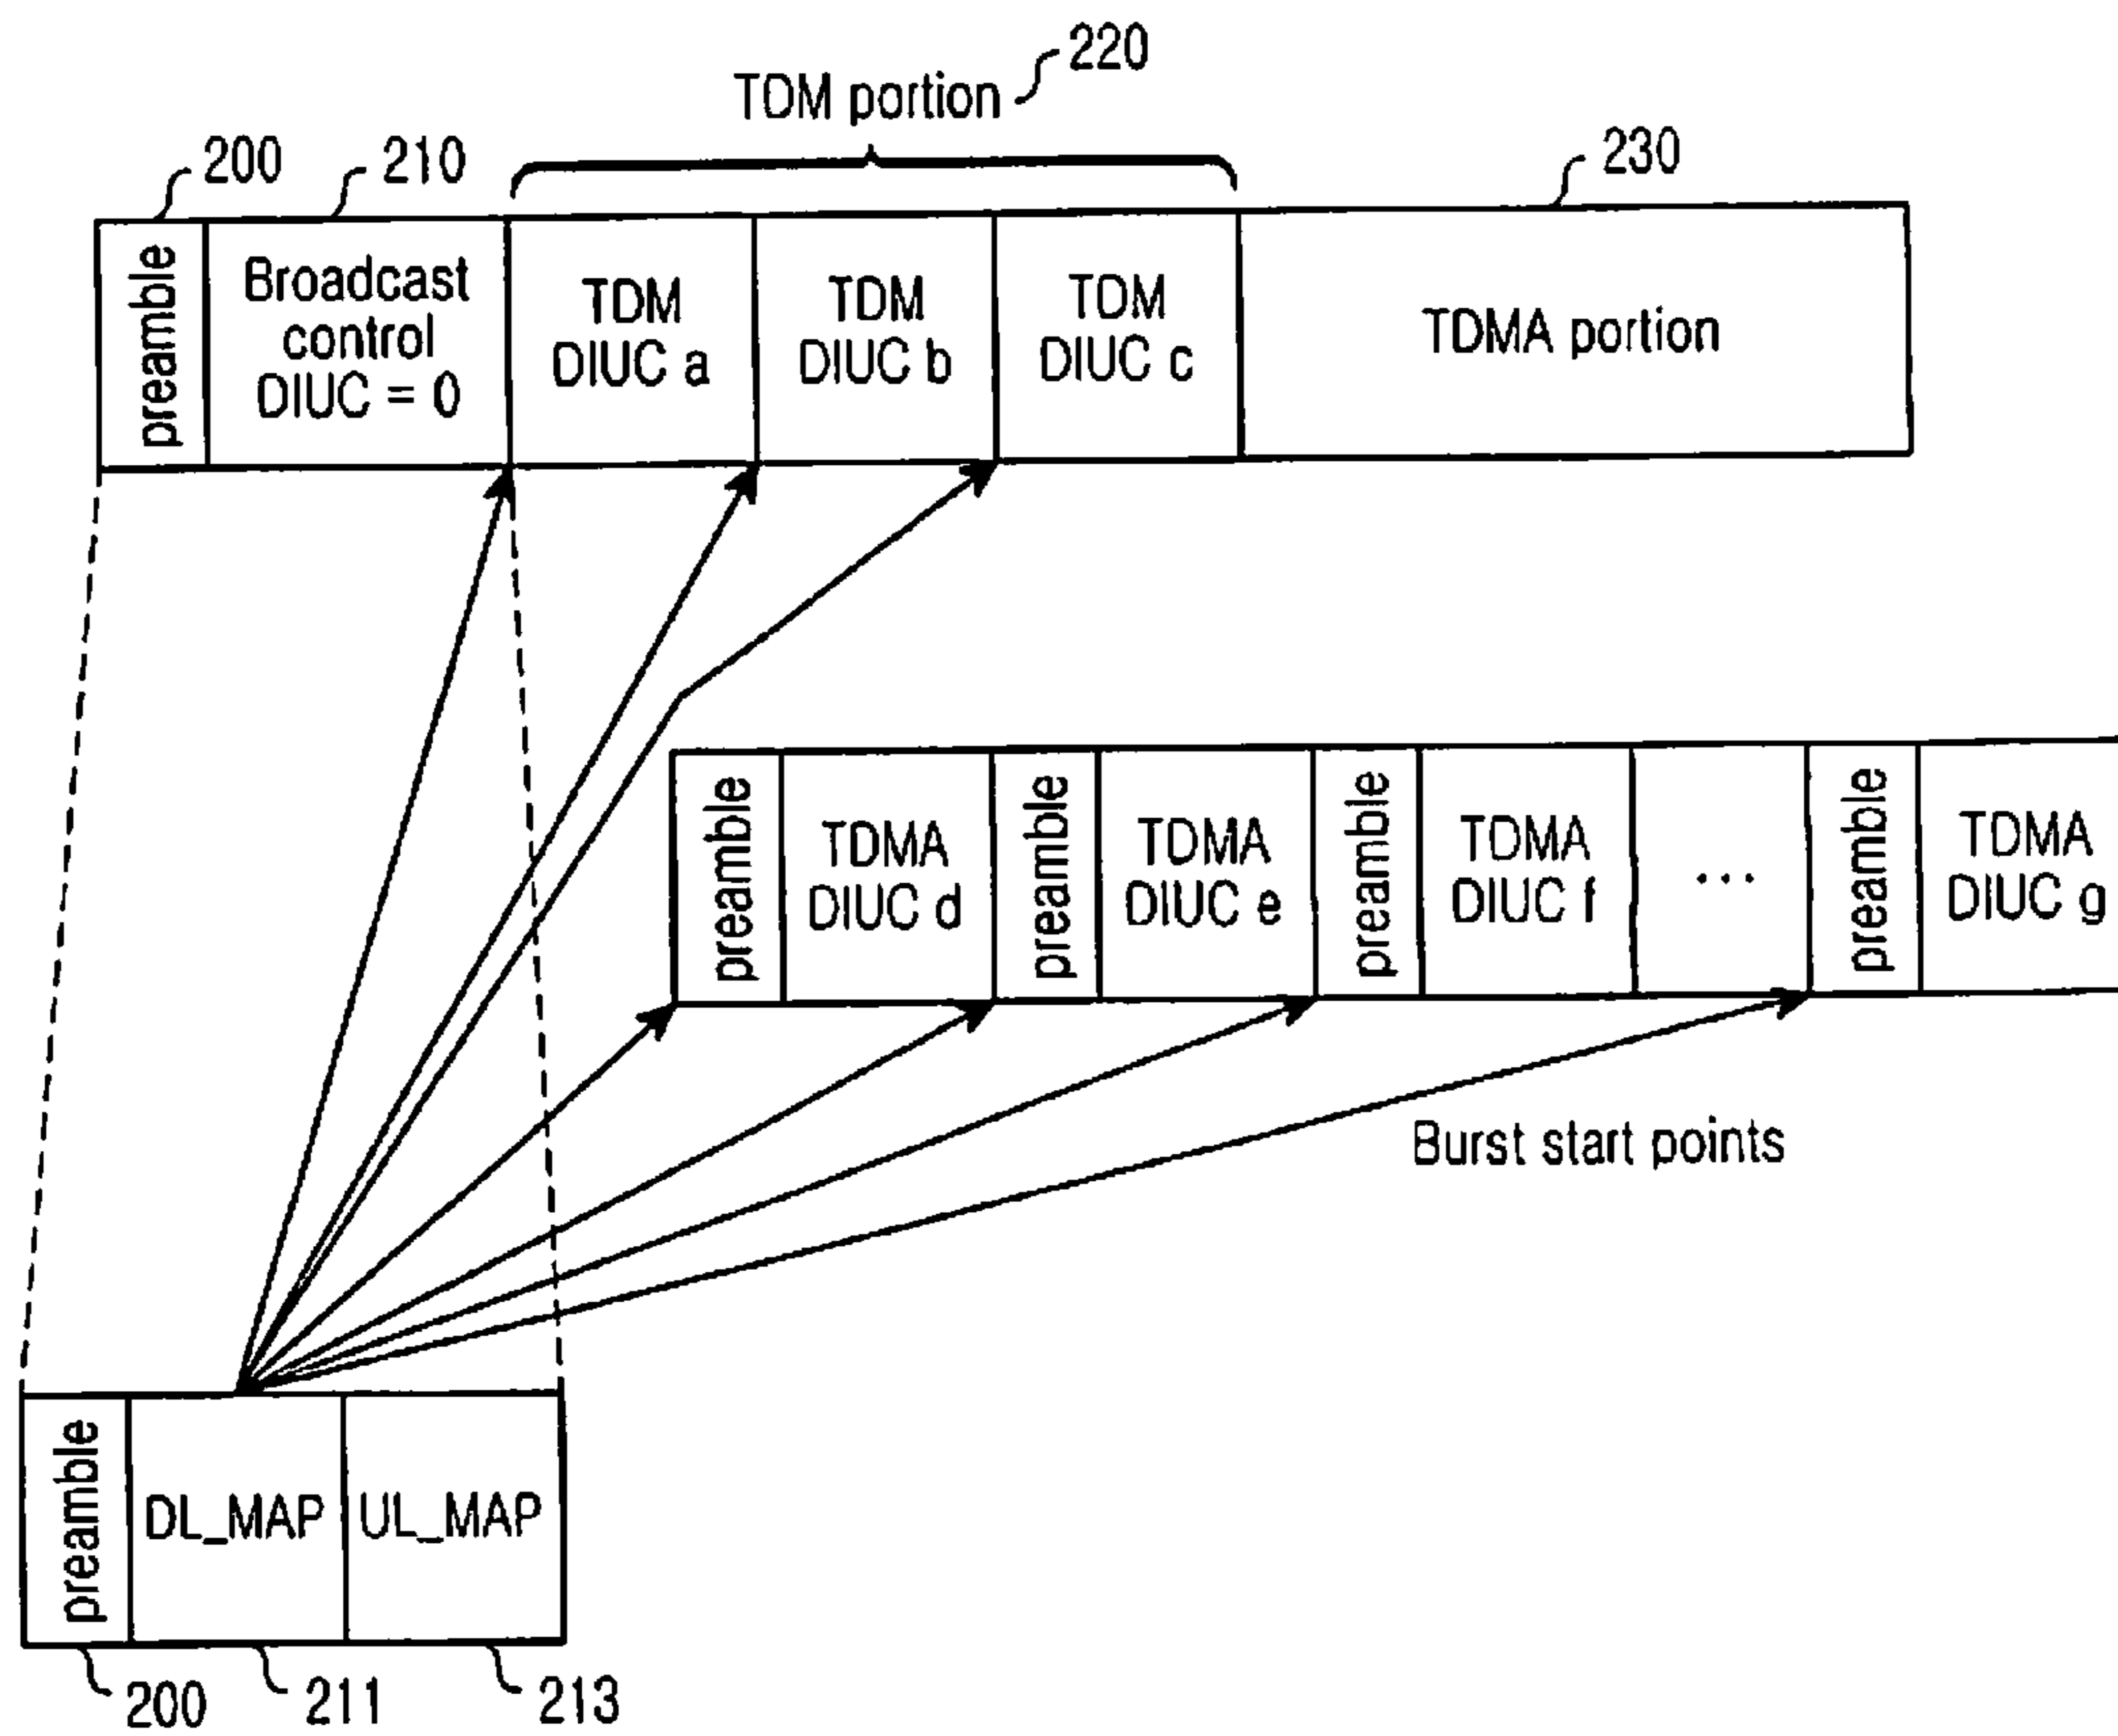 220
TDM portion
200
210
230
preamble
Broadcast
control
DIUC = 0
TDM
DIUC a
TDM
DIUC b
TDM
DIUC c
TDMA portion
preamble
TDMA
DIUC d
preamble
TDMA
DIUC e
preamble
TDMA
DIUC f
...
preamble
TDMA
DIUC g
Burst start points
preamble
DL_MAP
UL_MAP
200
211
213